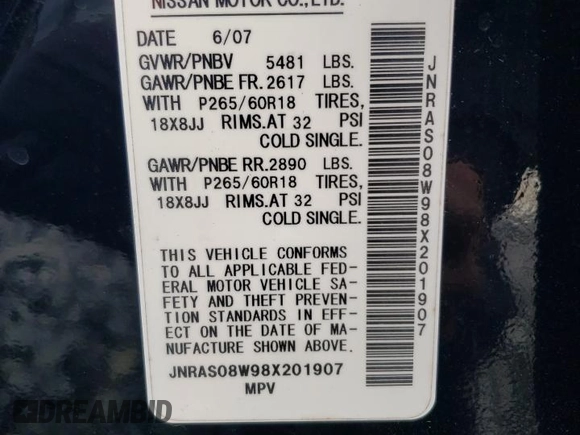 NISSAN MOTOR CO.,LTD.
DATE 6/07
GVWR/PNBV 5481 LBS.
GAWR/PNBE FR. 2617 LBS.
WITH P265/60R18 TIRES,
18X8JJ RIMS.AT 32 PSI
COLD SINGLE.
GAWR/PNBE RR. 2890 LBS.
WITH P265/60R18 TIRES,
18X8JJ RIMS.AT 32 PSI
COLD SINGLE.
THIS VEHICLE CONFORMS
TO ALL APPLICABLE FED-
ERAL MOTOR VEHICLE SA-
FETY AND THEFT PREVEN-
TION STANDARDS IN EFF-
ECT ON THE DATE OF MA-
NUFACTURE SHOWN ABOVE.
JNRAS08W98X201907
MPV
JNRAS08W98X201907
DREAMBID